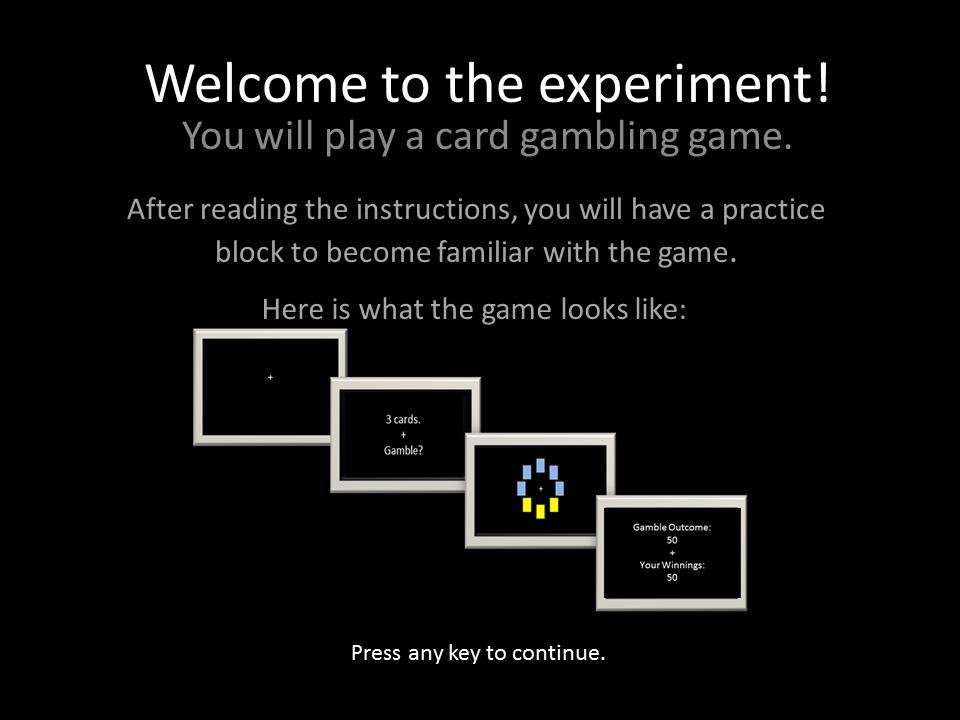 Welcome to the experiment!
You will play a card gambling game.
After reading the instructions, you will have a practice
block to become familiar with the game.
Here is what the game looks like:
+
3 cards.
+
Gamble?
+
Gamble Outcome:
50
+
Your Winnings:
50
Press any key to continue.